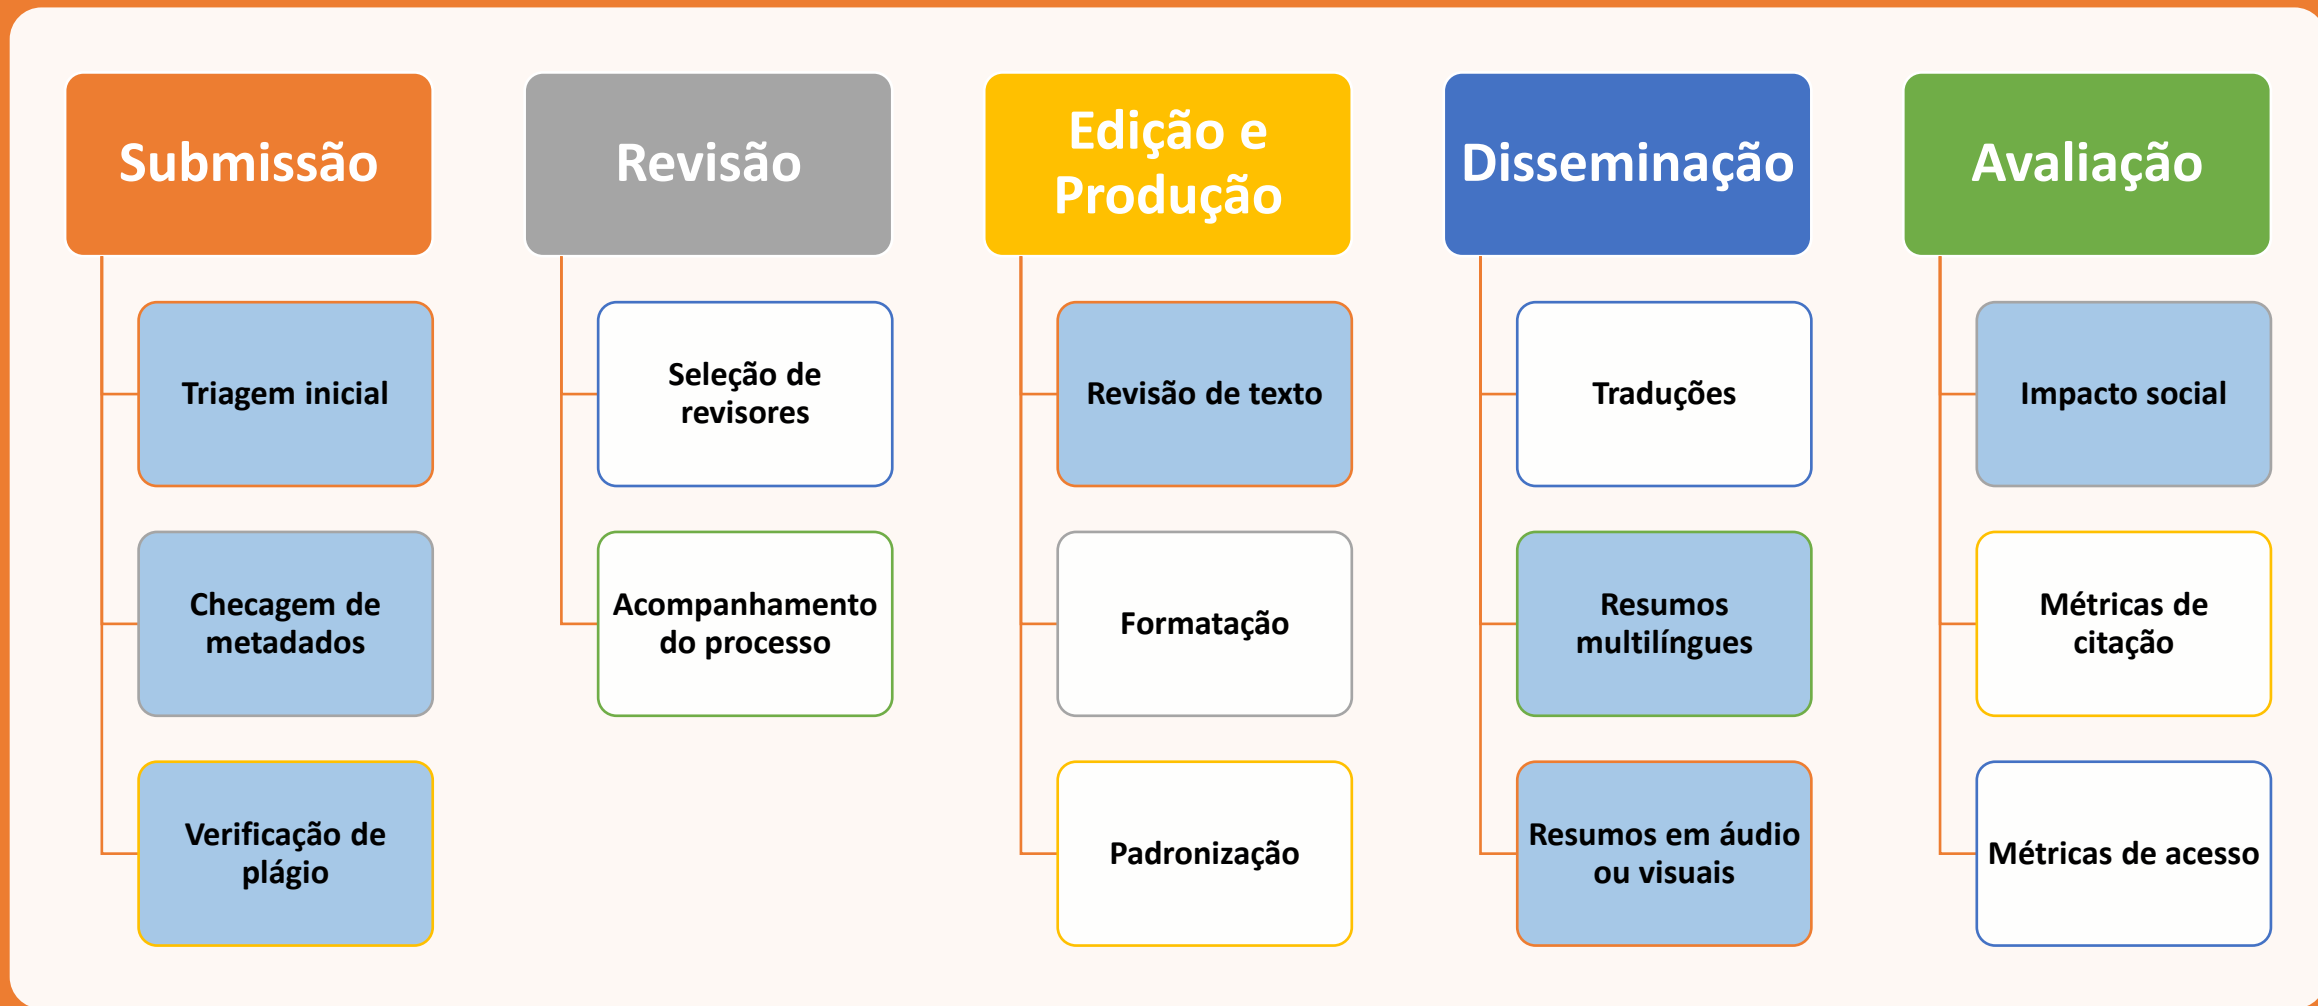 Submissão
Triagem inicial
Checagem de
metadados
Verificação de
plágio
Revisão
Seleção de
revisores
Acompanhamento
do processo
Edição e
Produção
Revisão de texto
Formatação
Padronização
Disseminação
Traduções
Resumos
multilíngues
Resumos em áudio
ou visuais
Avaliação
Impacto social
Métricas de
citação
Métricas de acesso